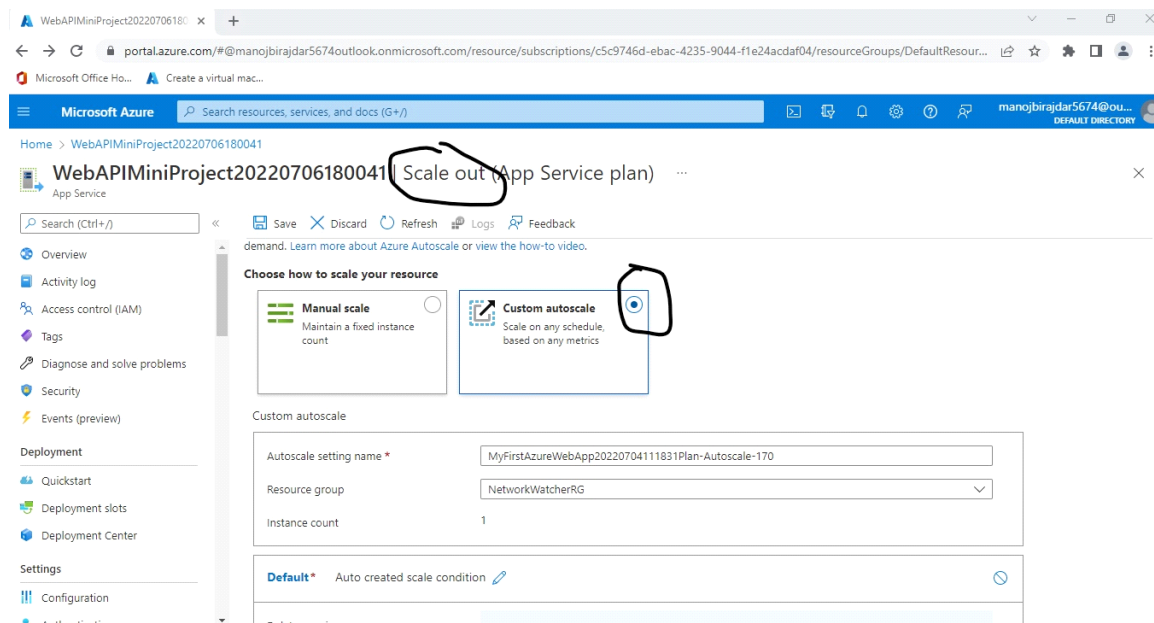 WebAPIMiniProject2022070618
portal.azure.com/#@manojbirajdar5674outlook.onmicrosoft.com/resource/subscriptions/c5c9746d-ebac-4235-9044-f1e24acdaf04/resourceGroups/DefaultResour...
Microsoft Office Ho... Create a virtual mac...
Microsoft Azure Search resources, services, and docs (G+/) manojbirajdar5674@ou...
DEFAULT DIRECTORY
Home > WebAPIMiniProject20220706180041
WebAPIMiniProject20220706180041 | Scale out (App Service plan) ...
App Service
Search (Ctrl+/) « Save Discard Refresh Logs Feedback
demand. Learn more about Azure Autoscale or view the how-to video.
Overview
Activity log
Access control (IAM)
Tags
Diagnose and solve problems
Security
Events (preview)
Deployment
Quickstart
Deployment slots
Deployment Center
Settings
Configuration
Choose how to scale your resource
Manual scale
Maintain a fixed instance
count
Custom autoscale
Scale on any schedule,
based on any metrics
Custom autoscale
Autoscale setting name * MyFirstAzureWebApp20220704111831Plan-Autoscale-170
Resource group NetworkWatcherRG
Instance count 1
Default* Auto created scale condition